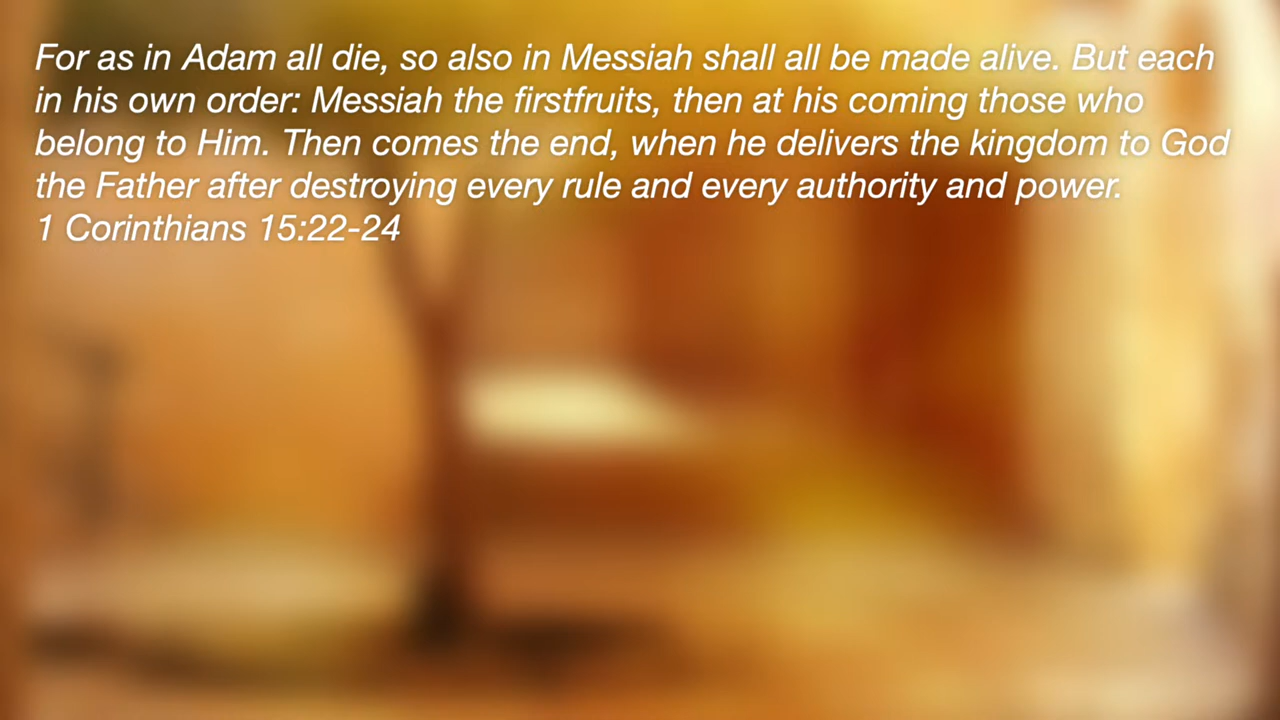 For as in Adam all die, so also in Messiah shall all be made alive. But each
in his own order: Messiah the firstfruits, then at his coming those who
belong to Him. Then comes the end, when he delivers the kingdom to God
the Father after destroying every rule and every authority and power.
1 Corinthians 15:22-24